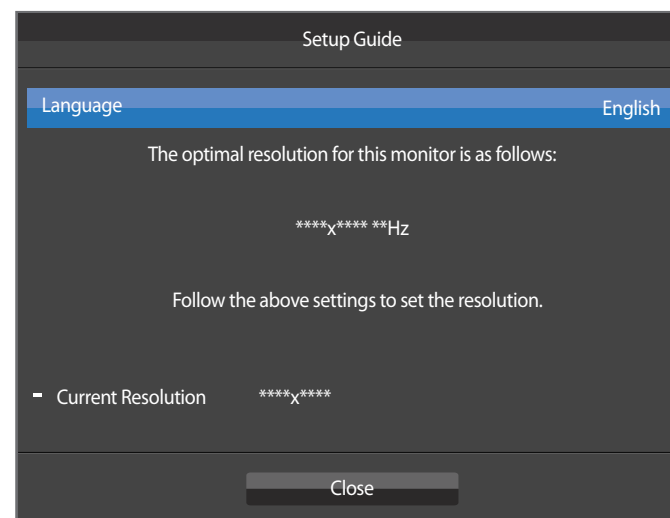 Setup Guide
Language English
The optimal resolution for this monitor is as follows:
****x**** **Hz
Follow the above settings to set the resolution.
- Current Resolution ****x****
Close